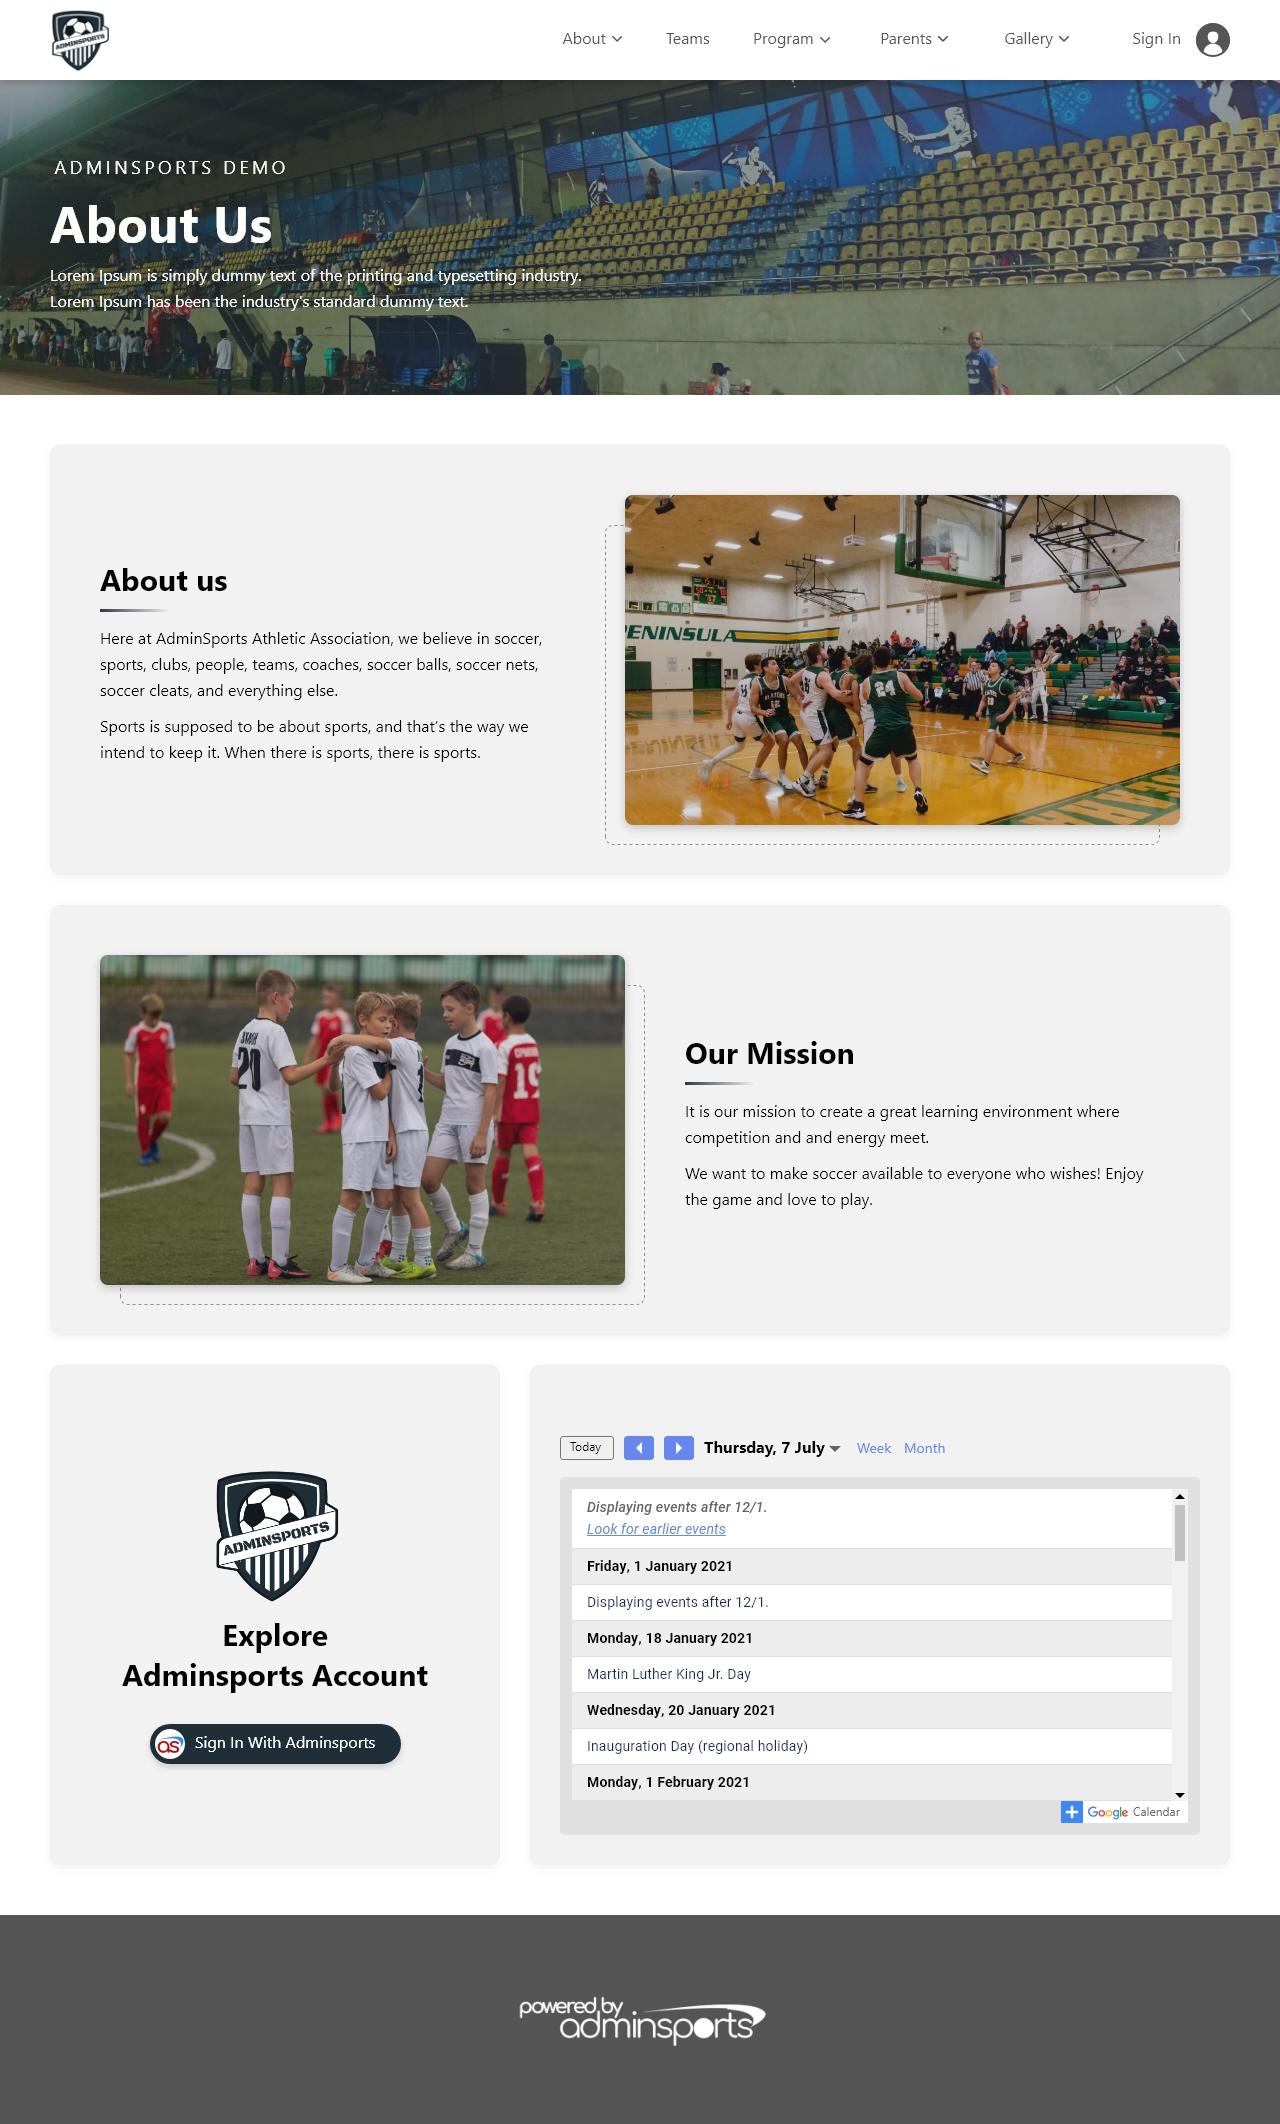 ADMINSPORTS
About
Teams
Program
Parents
Gallery
Sign In
ADMINSPORTS DEMO
About Us
Lorem Ipsum is simply dummy text of the printing and typesetting industry.
Lorem Ipsum has been the industry's standard dummy text.
About us
Here at AdminSports Athletic Association, we believe in soccer,
sports, clubs, people, teams, coaches, soccer balls, soccer nets,
soccer cleats, and everything else.
Sports is supposed to be about sports, and that's the way we
intend to keep it. When there is sports, there is sports.
PENINSULA
24
20
19
Our Mission
It is our mission to create a great learning environment where
competition and and energy meet.
We want to make soccer available to everyone who wishes! Enjoy
the game and love to play.
ADMINSPORTS
Explore
Adminsports Account
as Sign In With Adminsports
Today
Thursday, 7 July
Week
Month
Displaying events after 12/1.
Look for earlier events
Friday, 1 January 2021
Displaying events after 12/1.
Monday, 18 January 2021
Martin Luther King Jr. Day
Wednesday, 20 January 2021
Inauguration Day (regional holiday)
Monday, 1 February 2021
Google Calendar
powered by
adminsports